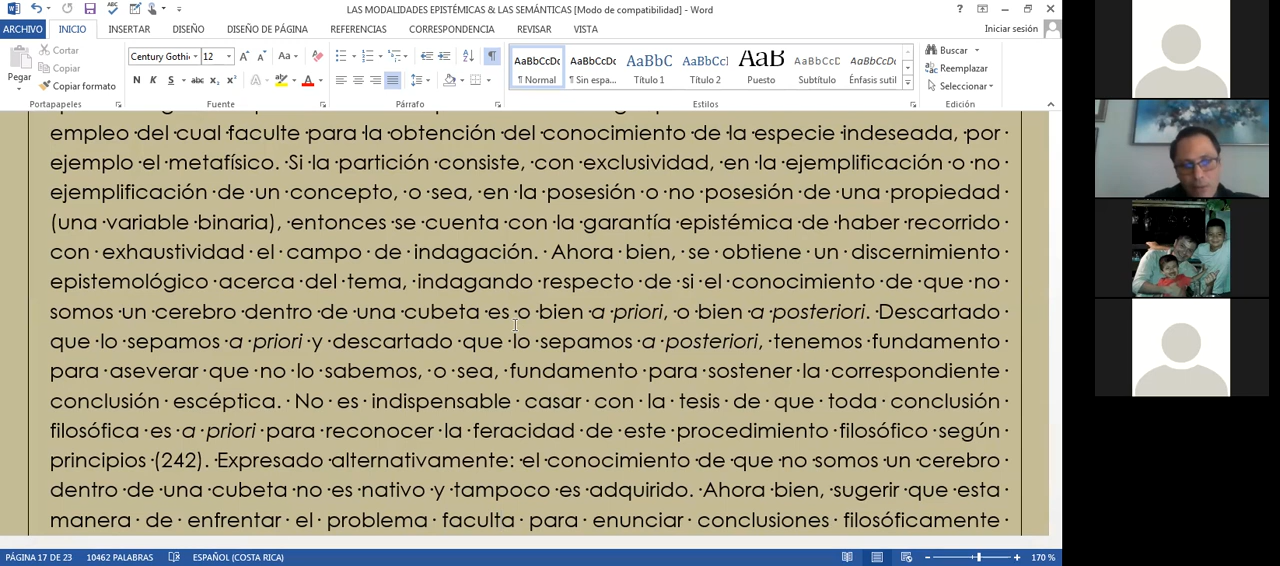 LAS MODALIDADES EPISTÉMICAS & LAS SEMÁNTICAS [Modo de compatibilidad] - Word
ARCHIVO INICIO INSERTAR DISEÑO DISEÑO DE PÁGINA REFERENCIAS CORRESPONDENCIA REVISAR VISTA Iniciar sesión
Pegar
Cortar
Copiar
Copiar formato
Portapapeles
Century Gothi 12
N K S abc x₂ x²
Fuente
Párrafo
AaBbCcDc AaBbCcDc AaBbC AaBbCcI AaB AaBbCcD AaBbCcDc
¶ Normal ¶ Sin espa... Título 1 Título 2 Puesto Subtítulo Énfasis sutil
Estilos
Buscar
Reemplazar
Seleccionar
Edición
empleo del cual faculte para la obtención del conocimiento de la especie indeseada, por
ejemplo el metafísico. Si la partición consiste, con exclusividad, en la ejemplificación o no
ejemplificación de un concepto, o sea, en la posesión o no posesión de una propiedad
(una variable binaria), entonces se cuenta con la garantía epistémica de haber recorrido
con exhaustividad el campo de indagación. Ahora bien, se obtiene un discernimiento
epistemológico acerca del tema, indagando respecto de si el conocimiento de que no
somos un cerebro dentro de una cubeta es o bien a priori, o bien a posteriori. Descartado
que lo sepamos a priori y descartado que lo sepamos a posteriori, tenemos fundamento
para aseverar que no lo sabemos, o sea, fundamento para sostener la correspondiente
conclusión escéptica. No es indispensable casar con la tesis de que toda conclusión
filosófica es a priori para reconocer la feracidad de este procedimiento filosófico según
principios (242). Expresado alternativamente: el conocimiento de que no somos un cerebro
dentro de una cubeta no es nativo y tampoco es adquirido. Ahora bien, sugerir que esta
manera de enfrentar el problema faculta para enunciar conclusiones filosóficamente
PÁGINA 17 DE 23 10462 PALABRAS ESPAÑOL (COSTA RICA) 170 %